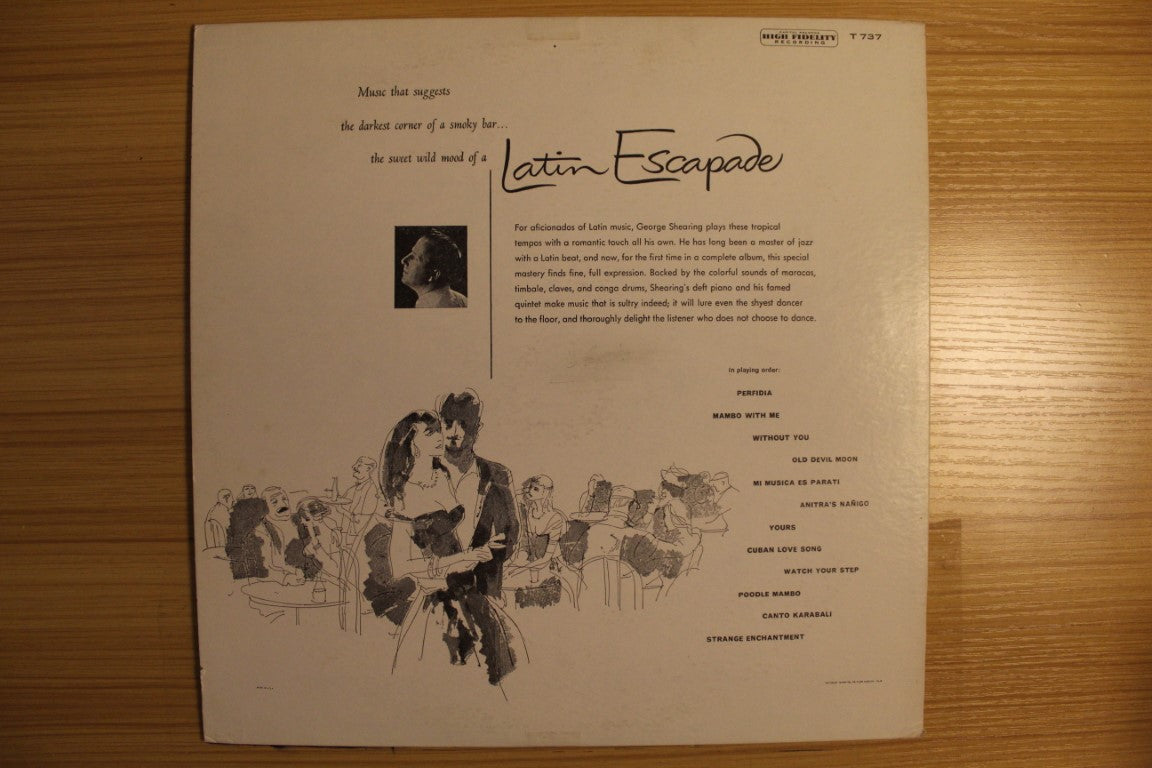 HIGH FIDELITY
RECORDING
T 737
Music that suggests
the darkest corner of a smoky bar...
the sweet wild mood of a
Latin Escapade
For aficionados of Latin music, George Shearing plays these tropical
tempos with a romantic touch all his own. He has long been a master of jazz
with a Latin beat, and now, for the first time in a complete album, this special
mastery finds fine, full expression. Backed by the colorful sounds of maracas,
timbale, claves, and conga drums, Shearing's deft piano and his famed
quintet make music that is sultry indeed; it will lure even the shyest dancer
to the floor, and thoroughly delight the listener who does not choose to dance.
in playing order:
PERFIDIA
MAMBO WITH ME
WITHOUT YOU
OLD DEVIL MOON
MI MUSICA ES PARATI
ANITRA'S NAÑIGO
YOURS
CUBAN LOVE SONG
WATCH YOUR STEP
POODLE MAMBO
CANTO KARABALI
STRANGE ENCHANTMENT